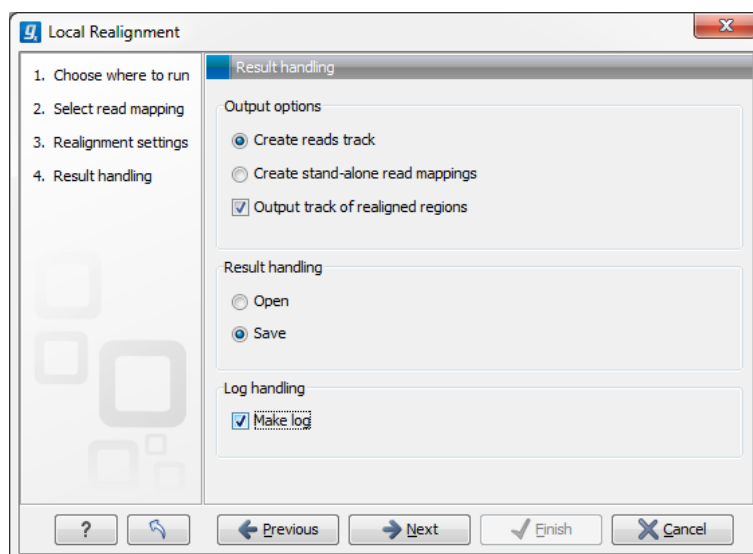 Local Realignment
1. Choose where to run
2. Select read mapping
3. Realignment settings
4. Result handling
Result handling
Output options
Create reads track
Create stand-alone read mappings
Output track of realigned regions
Result handling
Open
Save
Log handling
Make log
? Previous Next Finish Cancel